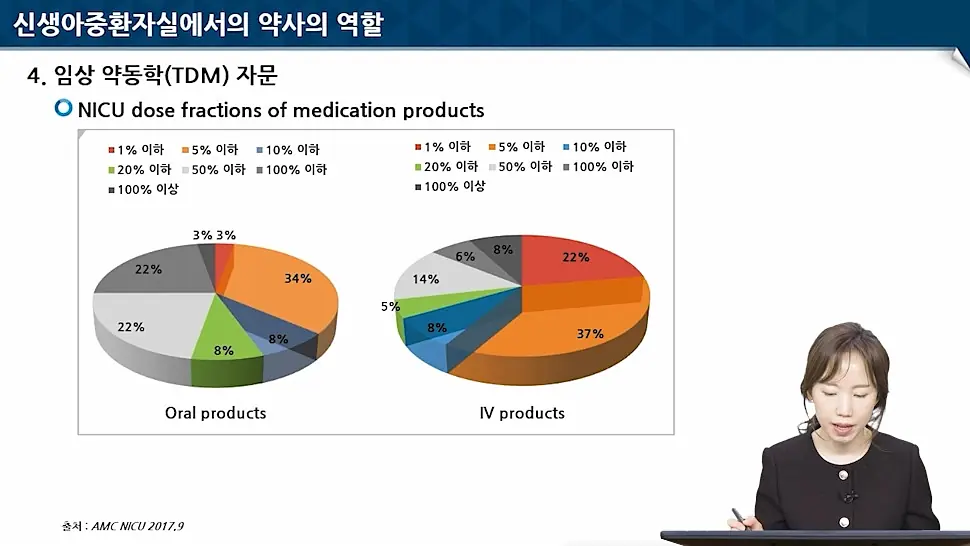 신생아중환자실에서의 약사의 역할
4. 임상 약동학(TDM) 자문
NICU dose fractions of medication products
1% 이하 5% 이하 10% 이하
20% 이하 50% 이하 100% 이하
100% 이상
3% 3%
34%
22%
22%
8%
8%
Oral products
1% 이하 5% 이하 10% 이하
20% 이하 50% 이하 100% 이하
100% 이상
8%
6%
22%
14%
5%
8%
37%
IV products
출처 : AMC NICU 2017.9